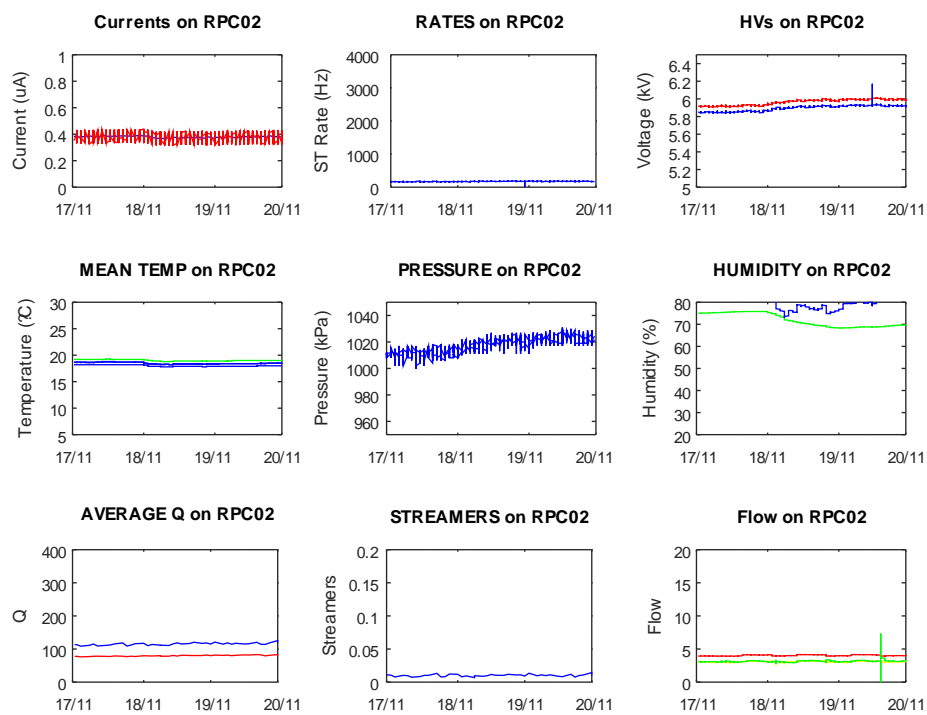 Currents on RPC02
Current (uA)
1
0.8
0.6
0.4
0.2
0
17/11 18/11 19/11 20/11
RATES on RPC02
ST Rate (Hz)
4000
3000
2000
1000
0
17/11 18/11 19/11 20/11
HVs on RPC02
Voltage (kV)
6.4
6.2
6
5.8
5.6
5.4
5.2
5
17/11 18/11 19/11 20/11
MEAN TEMP on RPC02
Temperature (?C)
30
25
20
15
10
5
17/11 18/11 19/11 20/11
PRESSURE on RPC02
Pressure (kPa)
1040
1020
1000
980
960
17/11 18/11 19/11 20/11
HUMIDITY on RPC02
Humidity (%)
80
70
60
50
40
30
20
17/11 18/11 19/11 20/11
AVERAGE Q on RPC02
Q
400
300
200
100
0
17/11 18/11 19/11 20/11
STREAMERS on RPC02
Streamers
0.2
0.15
0.1
0.05
0
17/11 18/11 19/11 20/11
Flow on RPC02
Flow
20
15
10
5
0
17/11 18/11 19/11 20/11